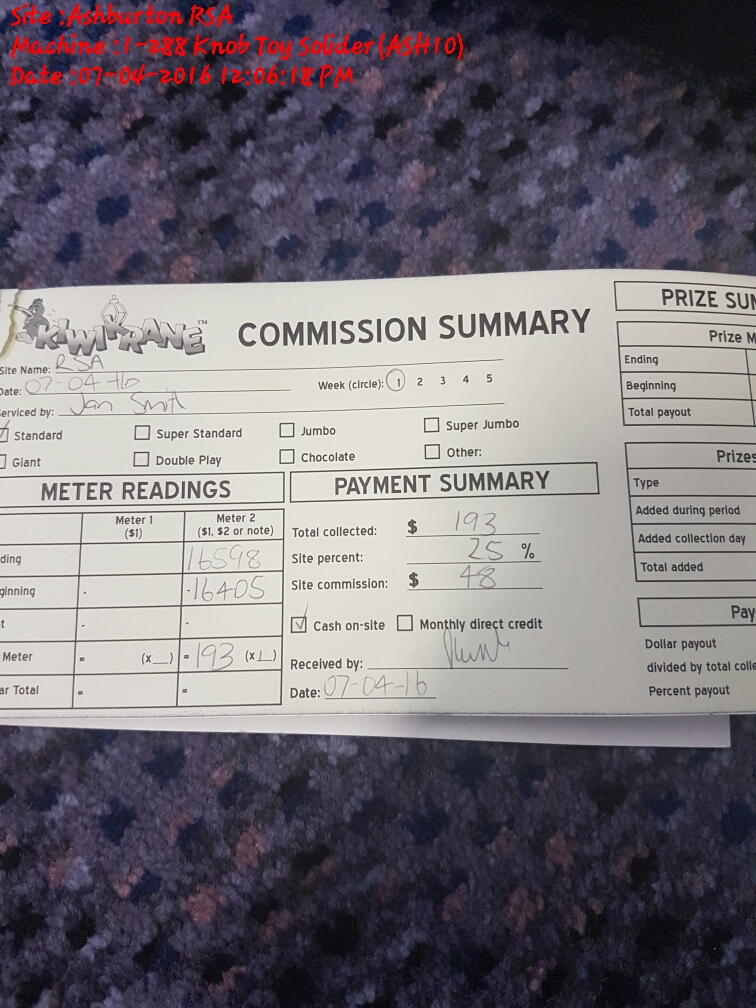 Site :Ashburton RSA
Machine :1-288 Knob Toy Solider(ASH10)
Date :07-04-2016 12:06:18 PM
KIWI KRANE™
COMMISSION SUMMARY
Site Name: RSA
Date: 07-04-16
Week (circle): 1 2 3 4 5
erviced by: Jan Smit
Standard
Super Standard
Jumbo
Super Jumbo
Giant
Double Play
Chocolate
Other:
METER READINGS
Meter 1
($1)
Meter 2
($1, $2 or note)
ding 16598
ginning - -16405
t - -
Meter = (x__) = 193 (x1)
ar Total = =
PAYMENT SUMMARY
Total collected: $ 193
Site percent: 25 %
Site commission: $ 48
Cash on-site
Monthly direct credit
Received by:
Date: 07-04-16
PRIZE SUM
Prize M
Ending
Beginning
Total payout
Prizes
Type
Added during period
Added collection day
Total added
Pay
Dollar payout
divided by total colle
Percent payout